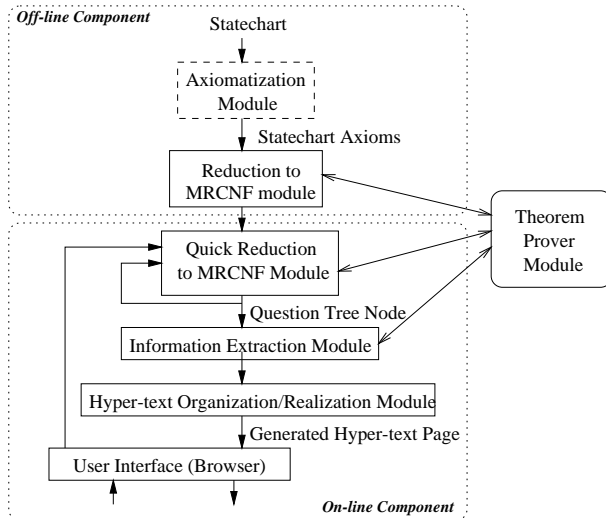 Statechart
Off-line Component
Axiomatization
Module
Statechart Axioms
Reduction to
MRCNF module
Theorem
Prover
Module
Quick Reduction
to MRCNF Module
Question Tree Node
Information Extraction Module
Hyper-text Organization/Realization Module
Generated Hyper-text Page
User Interface (Browser)
On-line Component